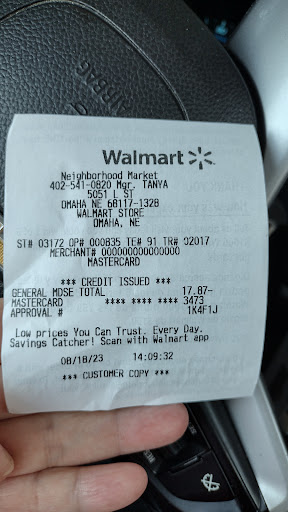 AIRBAG
Walmart
Neighborhood Market
402-541-0820 Mgr. TANYA
5051 L ST
OMAHA NE 68117-1328
WALMART STORE
OMAHA, NE
ST# 03172 OP# 000835 TE# 91 TR# 02017
MERCHANT# 000000000000000
MASTERCARD
*** CREDIT ISSUED ***
GENERAL MDSE TOTAL 17.87-
MASTERCARD **** **** **** 3473
APPROVAL # 1K4F1J
Low prices You Can Trust. Every Day.
Savings Catcher! Scan with Walmart app
08/18/23 14:09:32
*** CUSTOMER COPY ***